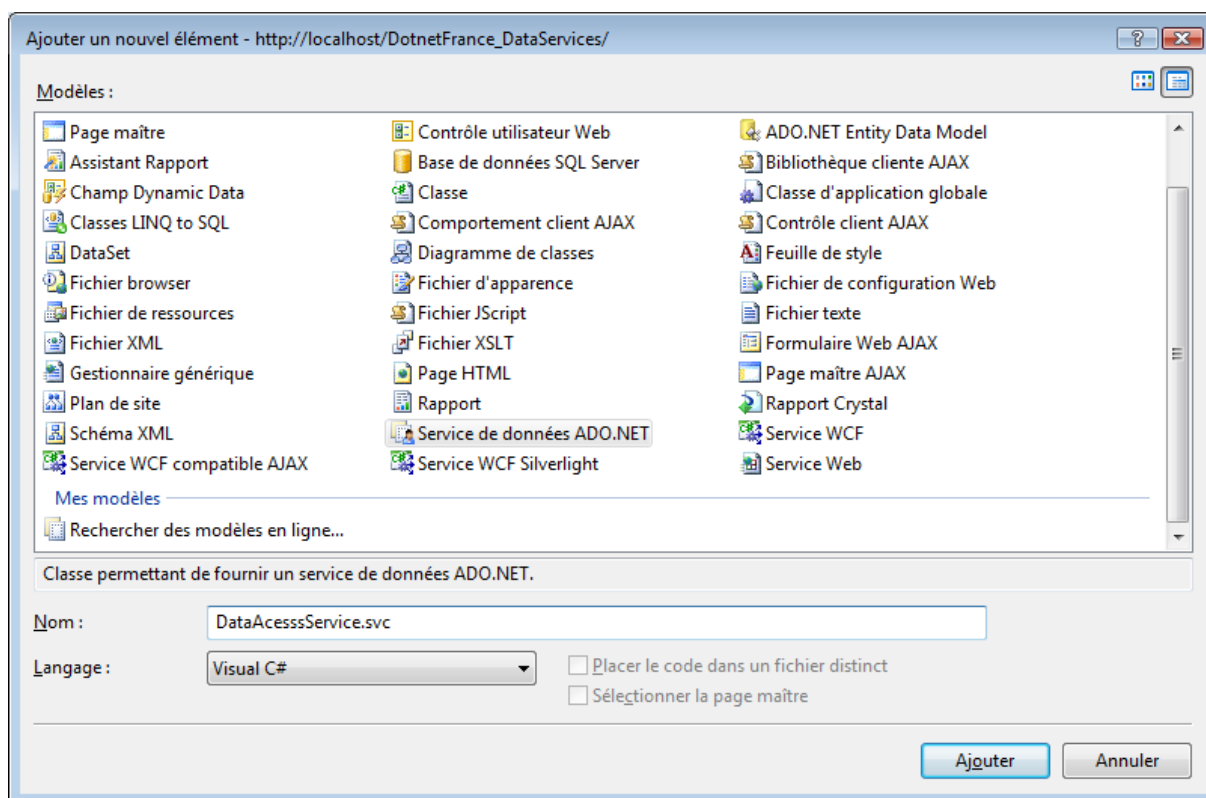 Ajouter un nouvel élément - http://localhost/DotnetFrance_DataServices/
Modèles :
Page maître Contrôle utilisateur Web ADO.NET Entity Data Model
Assistant Rapport Base de données SQL Server Bibliothèque cliente AJAX
Champ Dynamic Data Classe Classe d'application globale
Classes LINQ to SQL Comportement client AJAX Contrôle client AJAX
DataSet Diagramme de classes Feuille de style
Fichier browser Fichier d'apparence Fichier de configuration Web
Fichier de ressources Fichier JScript Fichier texte
Fichier XML Fichier XSLT Formulaire Web AJAX
Gestionnaire générique Page HTML Page maître AJAX
Plan de site Rapport Rapport Crystal
Schéma XML Service de données ADO.NET Service WCF
Service WCF compatible AJAX Service WCF Silverlight Service Web
Mes modèles
Rechercher des modèles en ligne...
Classe permettant de fournir un service de données ADO.NET.
Nom : DataAcesssService.svc
Langage : Visual C# Placer le code dans un fichier distinct
Sélectionner la page maître
Ajouter Annuler